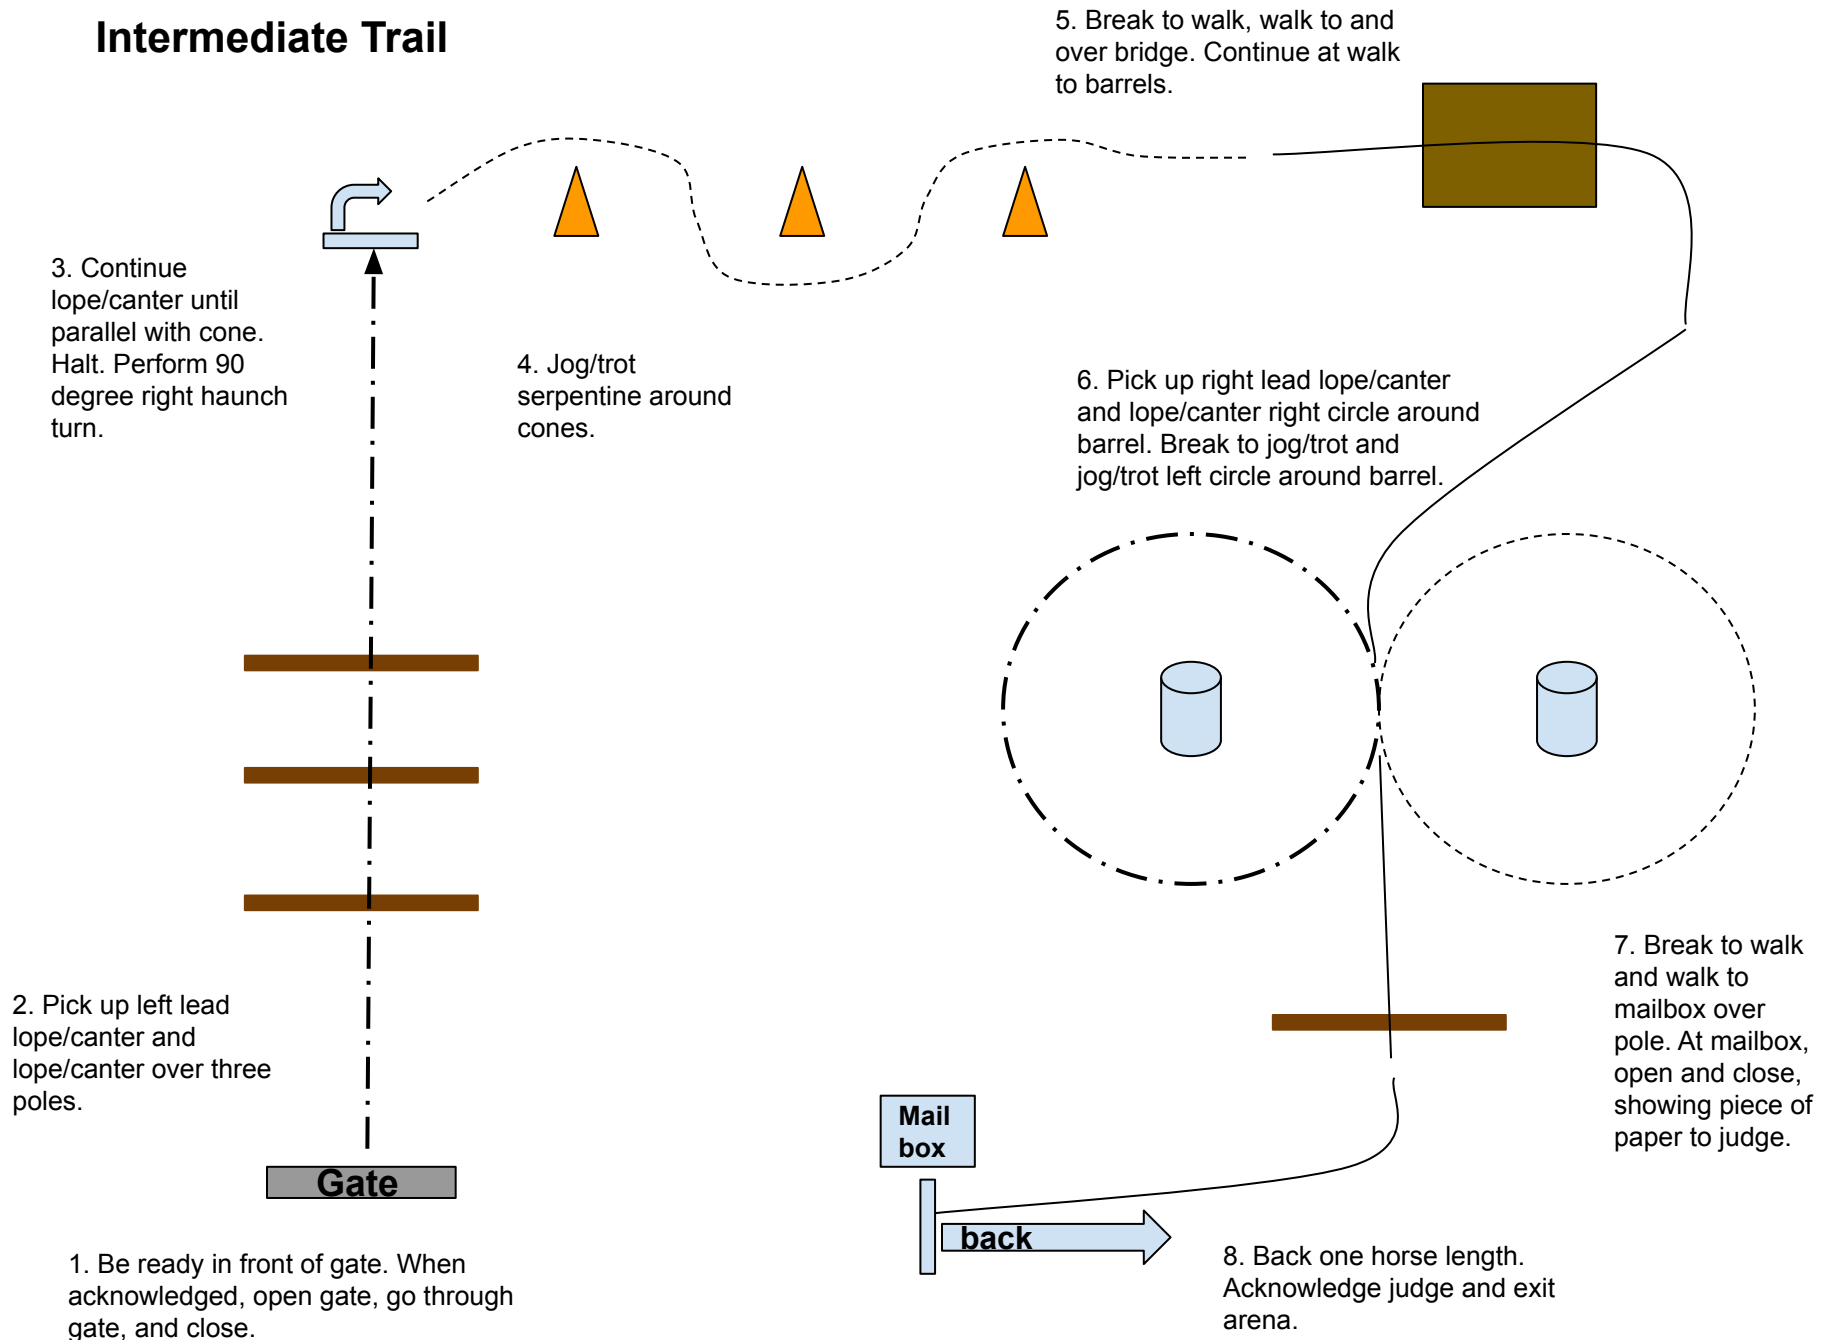 Intermediate Trail
5. Break to walk, walk to and
over bridge. Continue at walk
to barrels.
3. Continue
lope/canter until
parallel with cone.
Halt. Perform 90
degree right haunch
turn.
4. Jog/trot
serpentine around
cones.
6. Pick up right lead lope/canter
and lope/canter right circle around
barrel. Break to jog/trot and
jog/trot left circle around barrel.
2. Pick up left lead
lope/canter and
lope/canter over three
poles.
7. Break to walk
and walk to
mailbox over
pole. At mailbox,
open and close,
showing piece of
paper to judge.
Mail
box
Gate
back
1. Be ready in front of gate. When
acknowledged, open gate, go through
gate, and close.
8. Back one horse length.
Acknowledge judge and exit
arena.